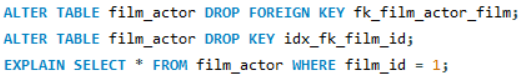 ALTER TABLE film_actor DROP FOREIGN KEY fk_film_actor_film;
ALTER TABLE film_actor DROP KEY idx_fk_film_id;
EXPLAIN SELECT * FROM film_actor WHERE film_id = 1;